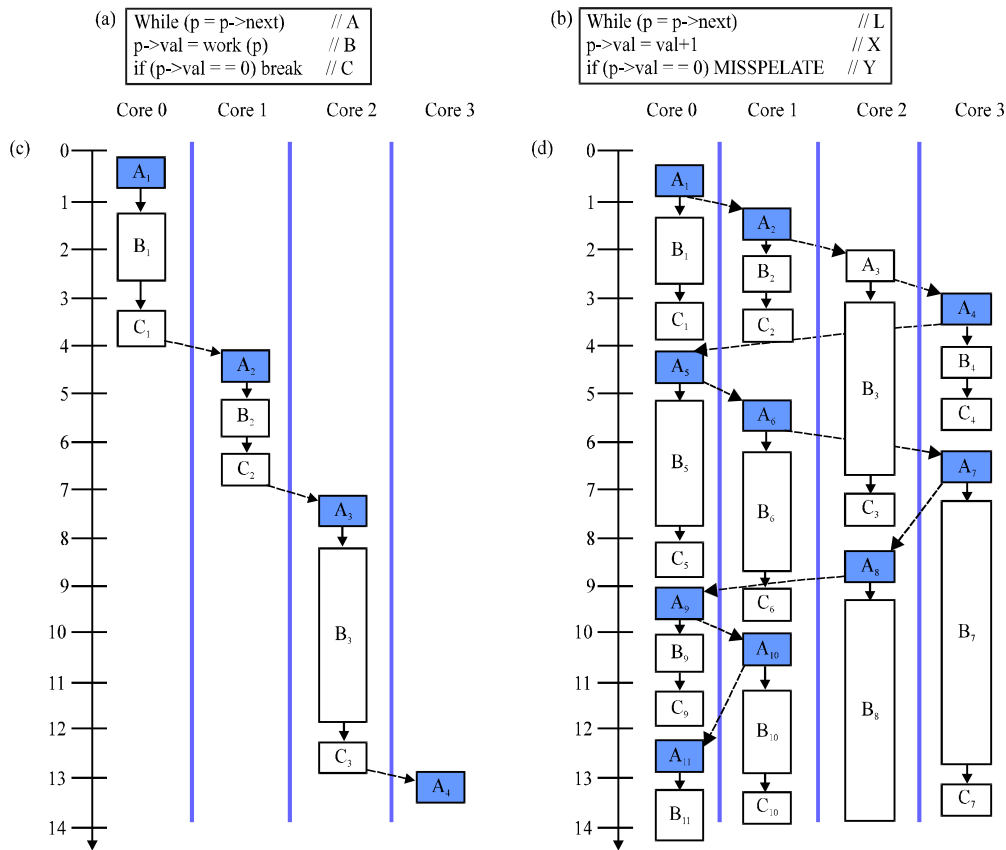 (a)
While (p = p->next) // A
p->val = work (p) // B
if (p->val = = 0) break // C
(b)
While (p = p->next) // L
p->val = val+1 // X
if (p->val = = 0) MISSPELATE // Y
Core 0 Core 1 Core 2 Core 3
Core 0 Core 1 Core 2 Core 3
(c)
0
1
2
3
4
5
6
7
8
9
10
11
12
13
14
A1
B1
C1
A2
B2
C2
A3
B3
C3
A4
(d)
0
1
2
3
4
5
6
7
8
9
10
11
12
13
14
A1
B1
C1
A5
B5
C5
A9
B9
C9
A11
B11
A2
B2
C2
A6
B6
C6
A10
B10
C10
A3
B3
C3
A8
B8
A4
B4
C4
A7
B7
C7